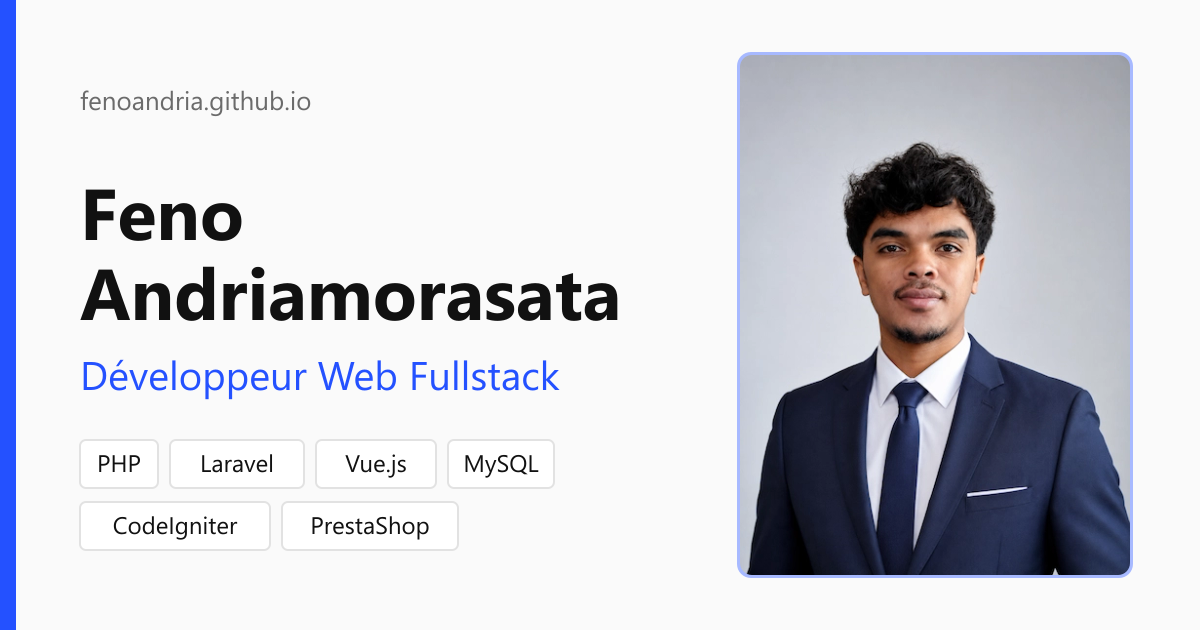 fenoandria.github.io
Feno
Andriamorasata
Développeur Web Fullstack
PHP Laravel Vue.js MySQL
CodeIgniter PrestaShop